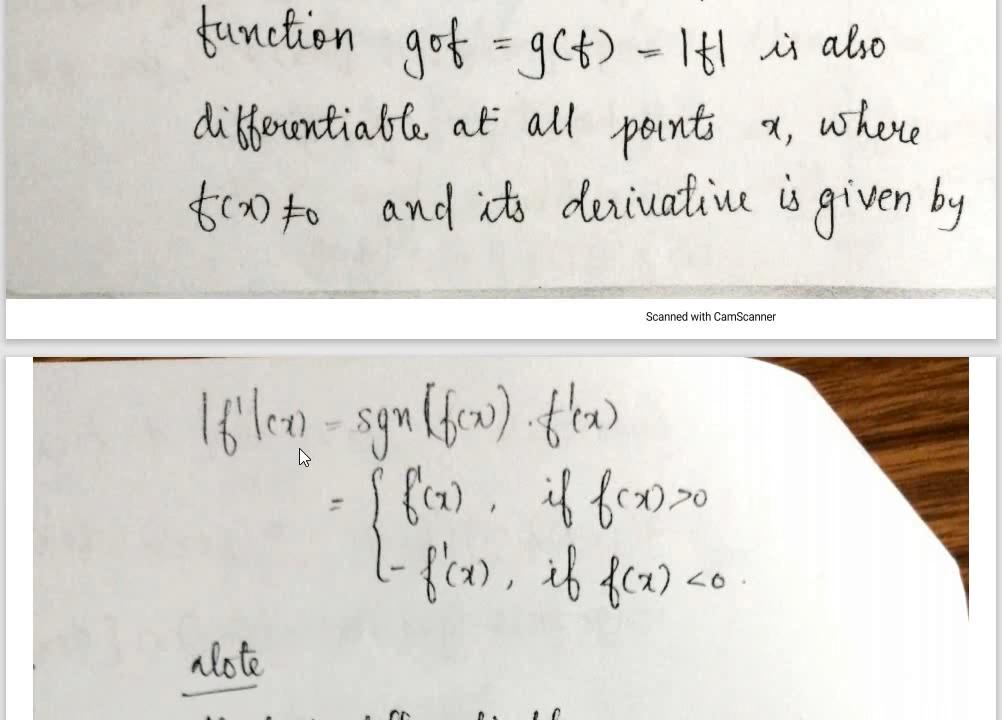 function gof = g(f) = |f| is also
differentiable at all points x, where
f(x) ≠ 0 and its derivative is given by
Scanned with CamScanner
|f'|(x) = sgn(f(x)) . f'(x)
= { f'(x) , if f(x) > 0
- f'(x) , if f(x) < 0 .
Note